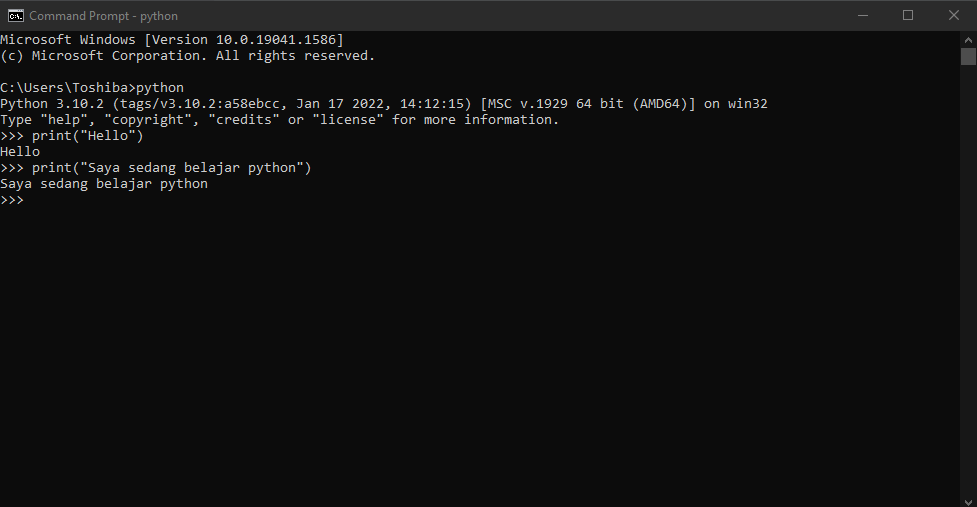 Command Prompt - python
Microsoft Windows [Version 10.0.19041.1586]
(c) Microsoft Corporation. All rights reserved.
C:\Users\Toshiba>python
Python 3.10.2 (tags/v3.10.2:a58ebcc, Jan 17 2022, 14:12:15) [MSC v.1929 64 bit (AMD64)] on win32
Type "help", "copyright", "credits" or "license" for more information.
>>> print("Hello")
Hello
>>> print("Saya sedang belajar python")
Saya sedang belajar python
>>>